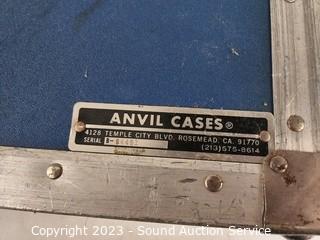 ANVIL CASES®
4128 TEMPLE CITY BLVD. ROSEMEAD, CA. 91770
SERIAL
(213) 575-8614
Copyright 2023 - Sound Auction Service